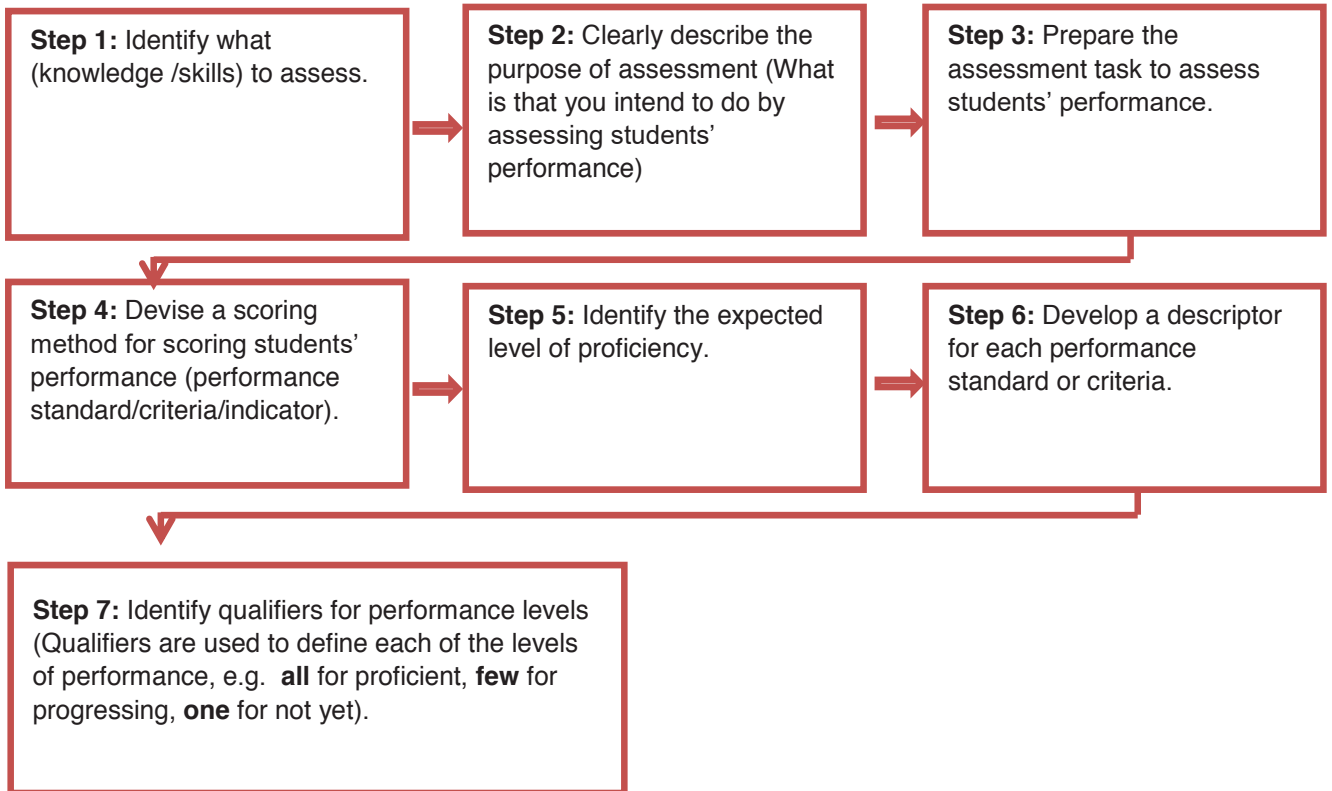 Step 1: Identify what
(knowledge /skills) to assess.
Step 2: Clearly describe the
purpose of assessment (What
is that you intend to do by
assessing students’
performance)
Step 3: Prepare the
assessment task to assess
students’ performance.
Step 4: Devise a scoring
method for scoring students’
performance (performance
standard/criteria/indicator).
Step 5: Identify the expected
level of proficiency.
Step 6: Develop a descriptor
for each performance
standard or criteria.
Step 7: Identify qualifiers for performance levels
(Qualifiers are used to define each of the levels
of performance, e.g. all for proficient, few for
progressing, one for not yet).